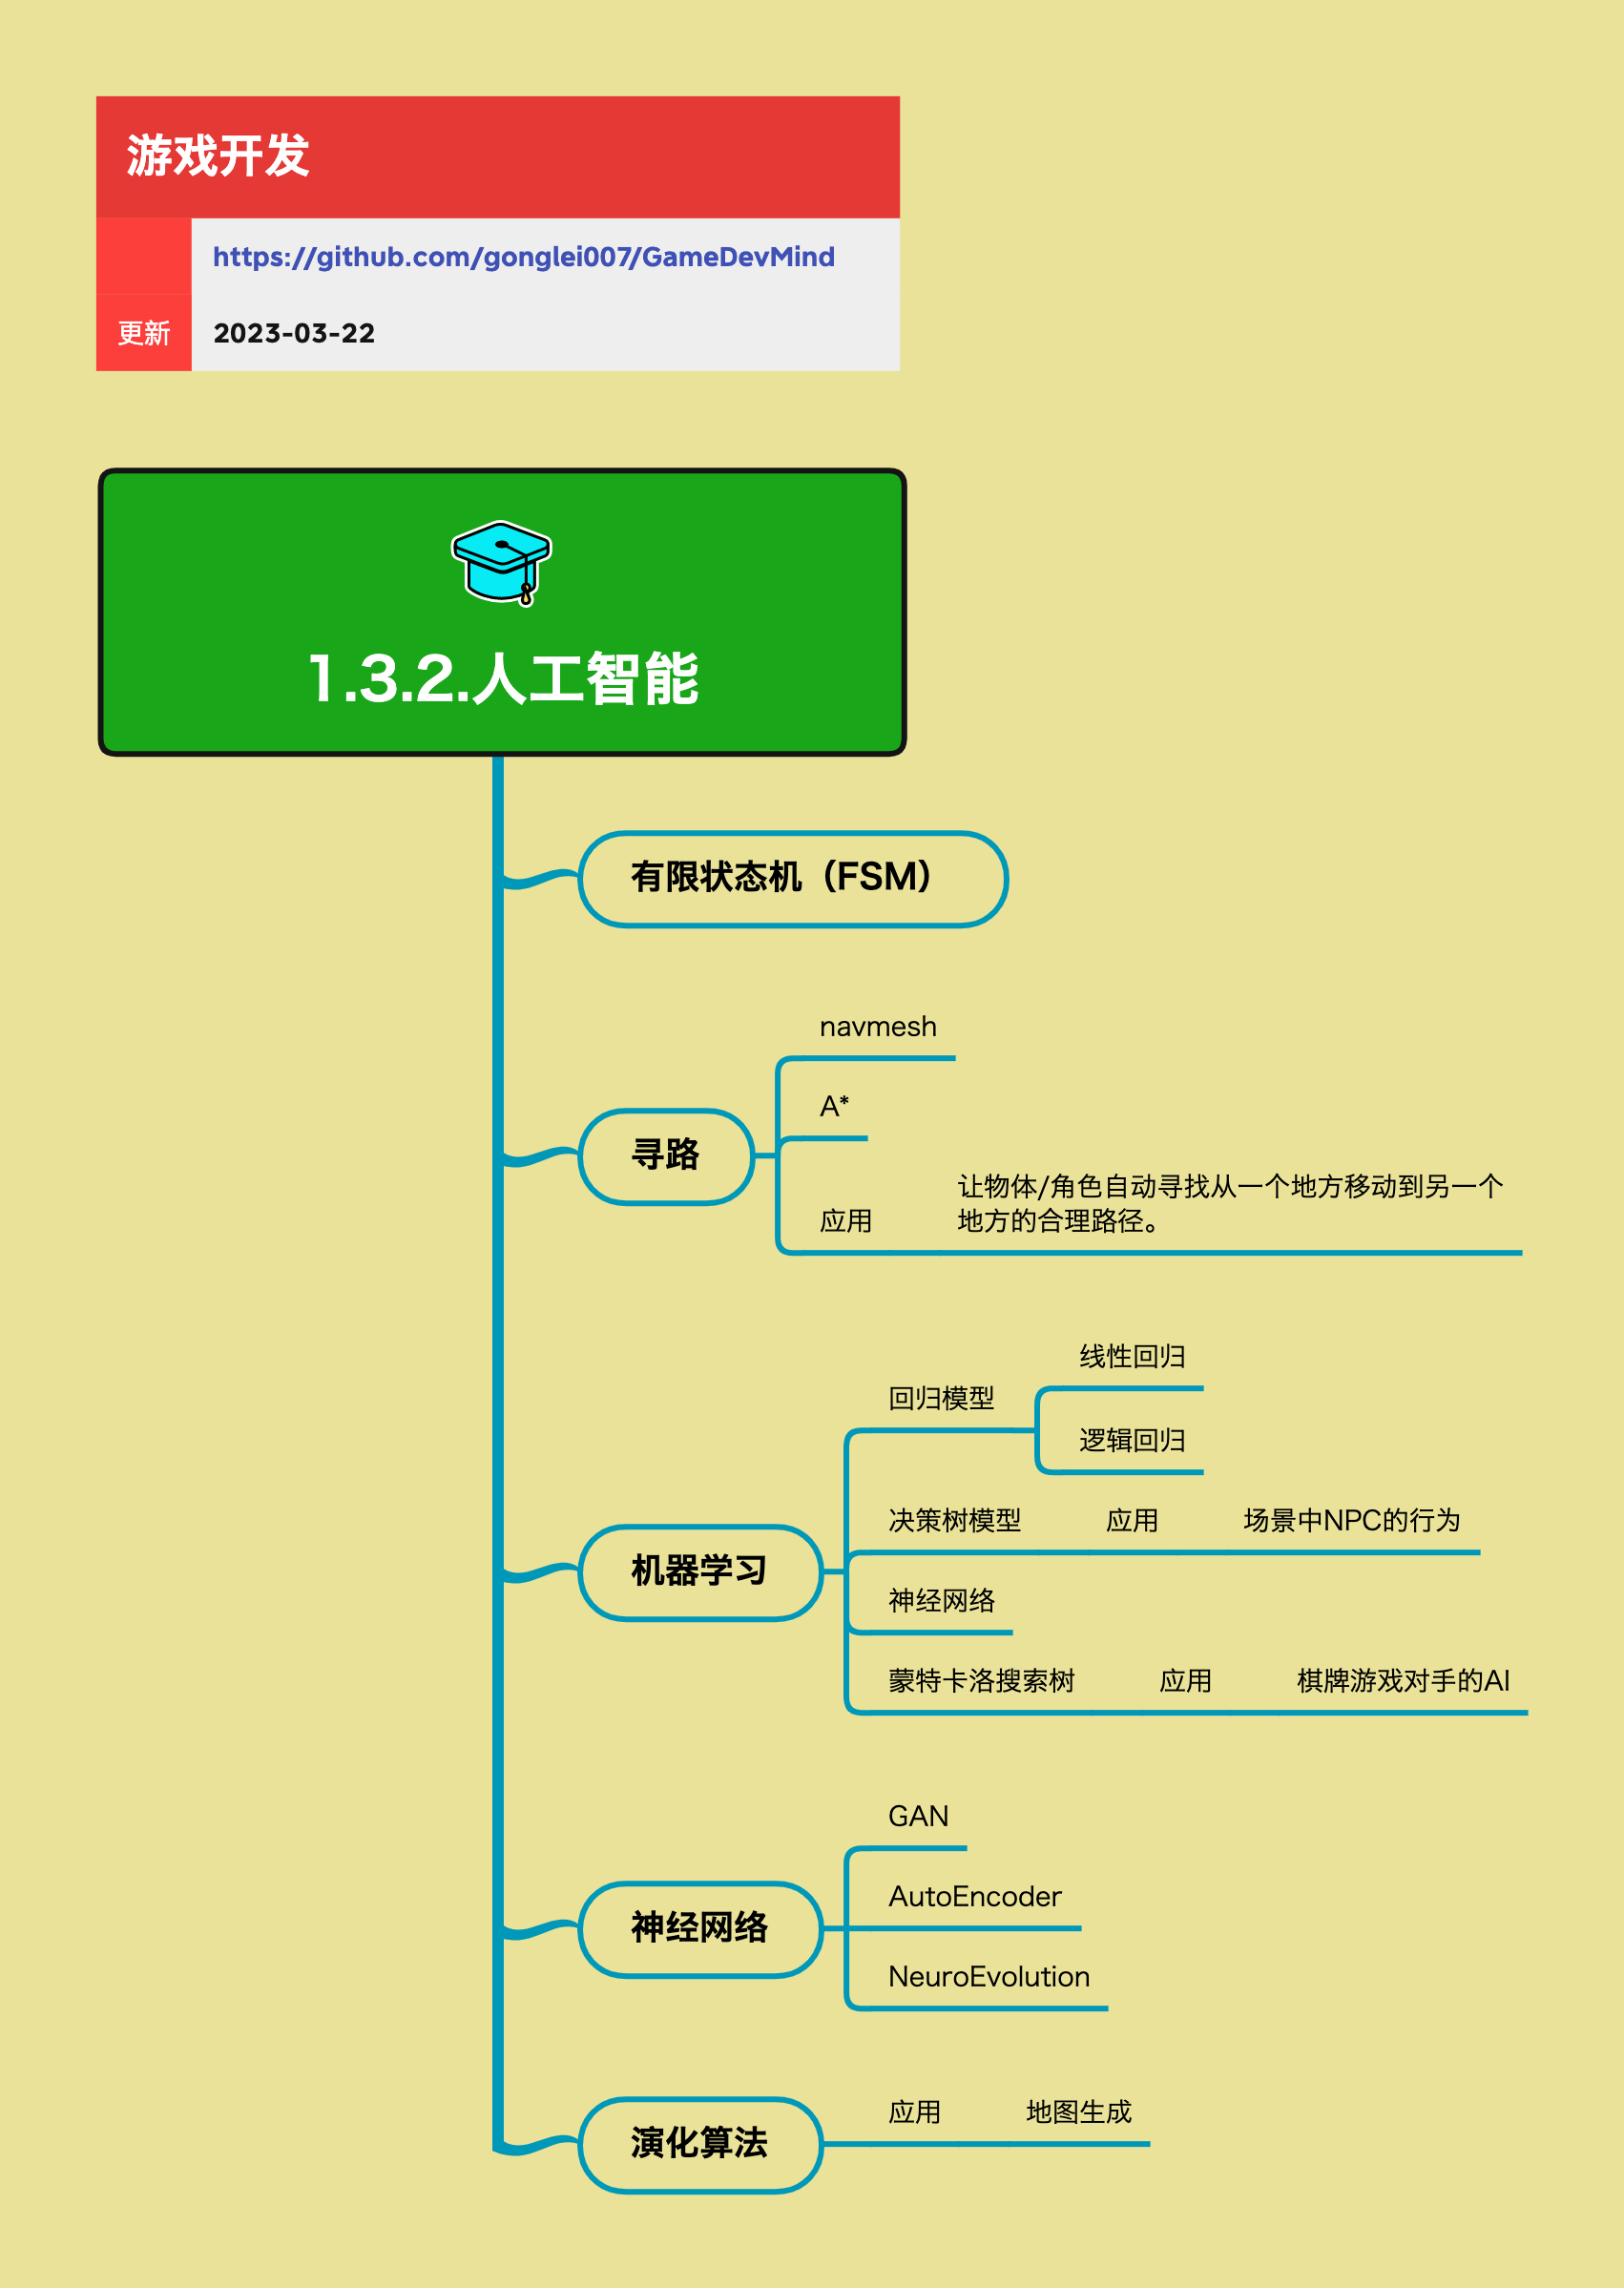 游戏开发
https://github.com/gonglei007/GameDevMind
更新 2023-03-22
1.3.2.人工智能
有限状态机（FSM）
寻路
navmesh
A*
应用
让物体/角色自动寻找从一个地方移动到另一个
地方的合理路径。
机器学习
回归模型
线性回归
逻辑回归
决策树模型 应用 场景中NPC的行为
神经网络
蒙特卡洛搜索树 应用 棋牌游戏对手的AI
神经网络
GAN
AutoEncoder
NeuroEvolution
演化算法
应用 地图生成